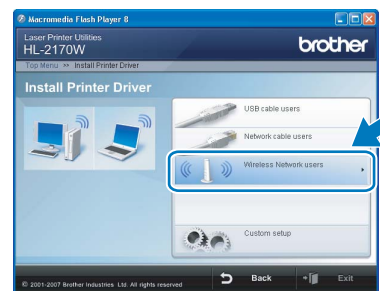 Macromedia Flash Player 8
Laser Printer Utilities
HL-2170W
brother
Top Menu >> Install Printer Driver
Install Printer Driver
USB cable users
Network cable users
Wireless Network users
Custom setup
© 2001-2007 Brother Industries Ltd. All rights reserved
Back
Exit